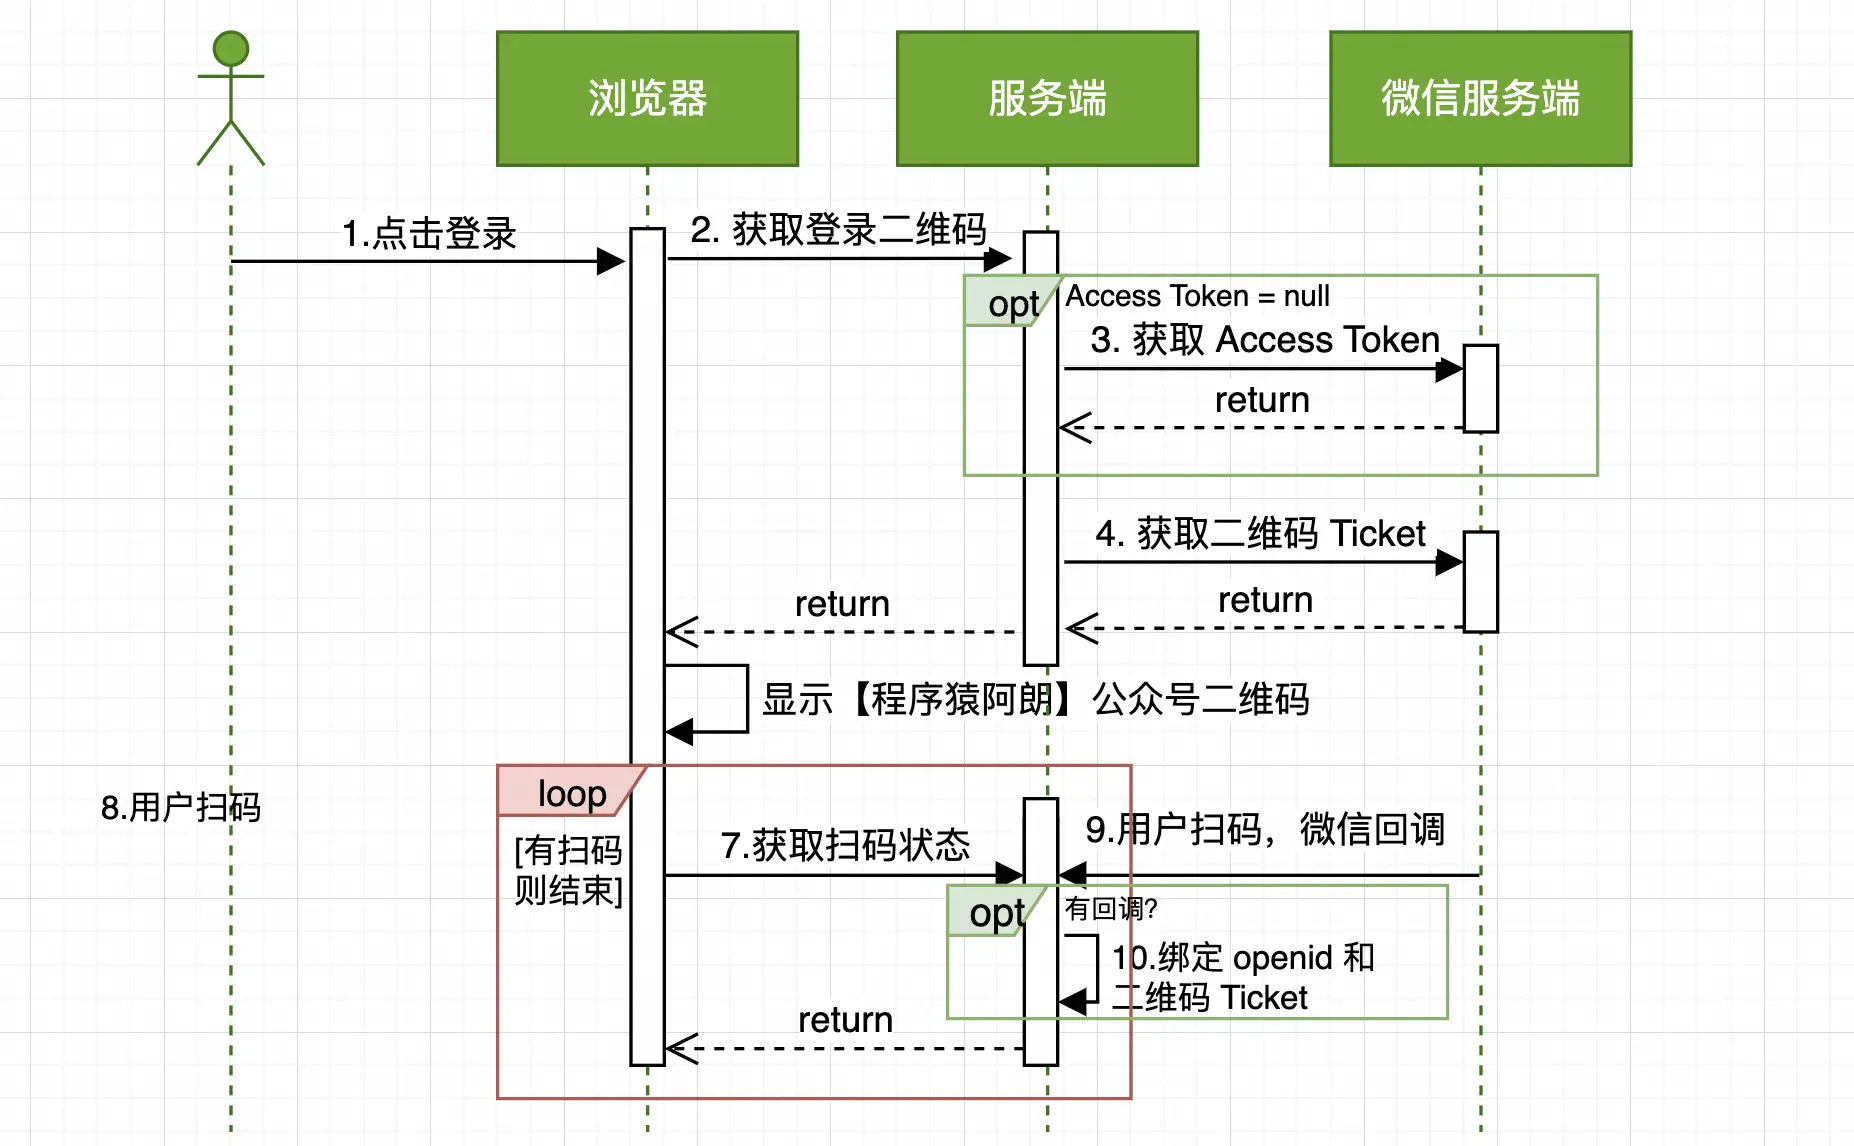 浏览器
服务端
微信服务端
1.点击登录
2. 获取登录二维码
opt
Access Token = null
3. 获取 Access Token
return
4. 获取二维码 Ticket
return
return
显示【程序猿阿朗】公众号二维码
loop
8.用户扫码
[有扫码
则结束]
7.获取扫码状态
9.用户扫码，微信回调
opt
有回调?
10.绑定 openid 和
二维码 Ticket
return